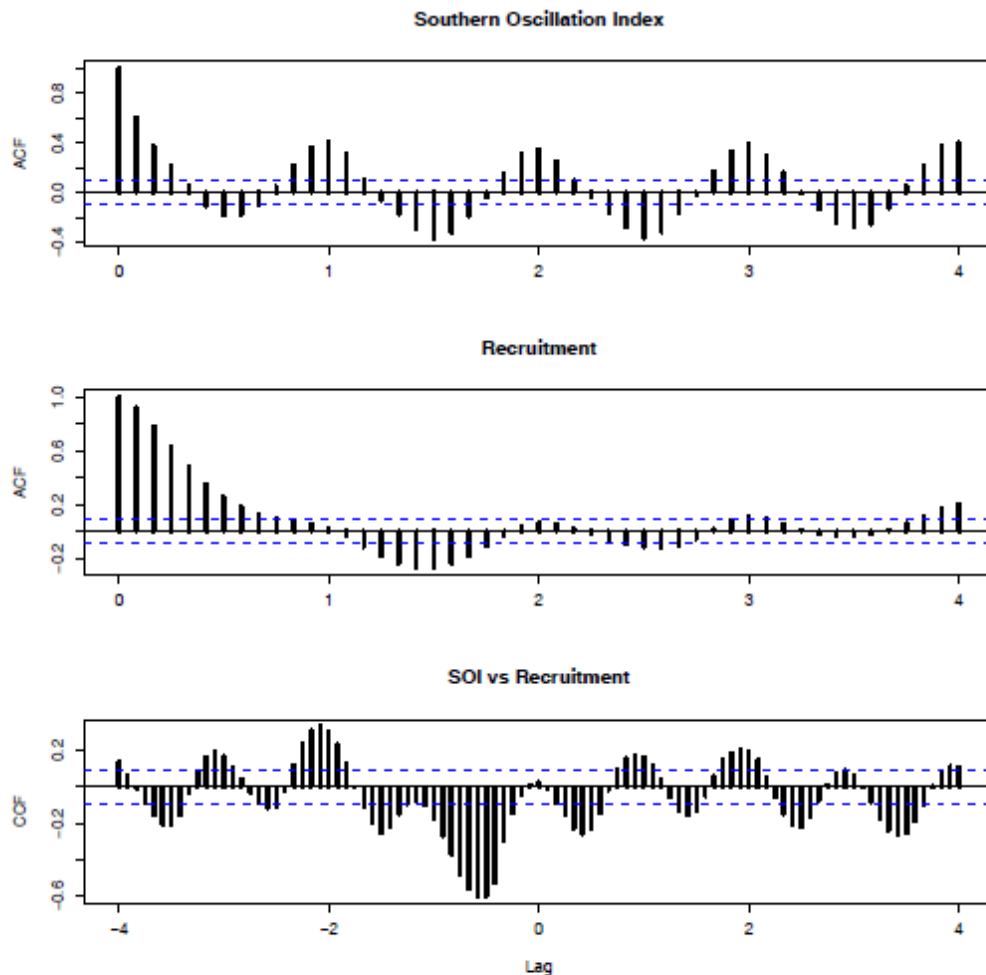 Southern Oscillation Index
ACF
0.8
0.4
0.0
−0.4
0 1 2 3 4
Recruitment
ACF
1.0
0.6
0.2
−0.2
0 1 2 3 4
SOI vs Recruitment
CCF
0.2
−0.2
−0.6
−4 −2 0 2 4
Lag